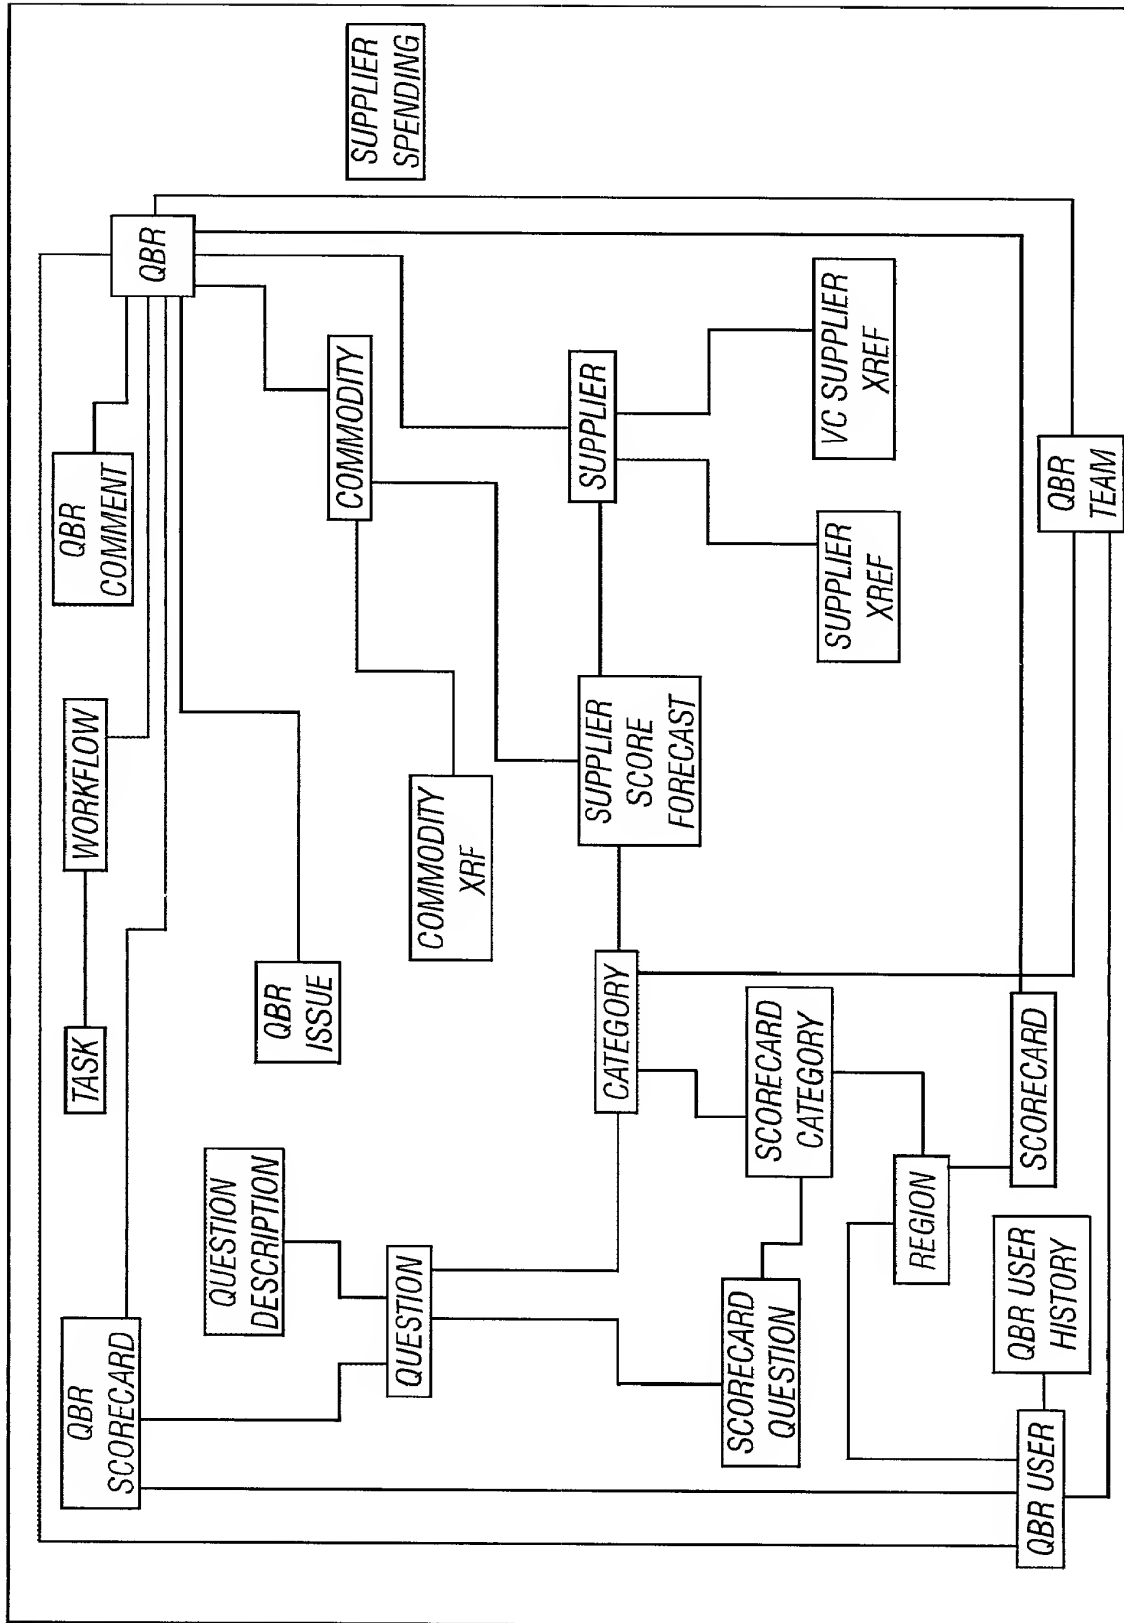 QBR
SCORECARD
TASK
WORKFLOW
QBR
COMMENT
QBR
QUESTION
DESCRIPTION
QBR
ISSUE
COMMODITY
SUPPLIER
SPENDING
QUESTION
COMMODITY
XRF
CATEGORY
SUPPLIER
SCORE
FORECAST
SUPPLIER
SCORECARD
QUESTION
SCORECARD
CATEGORY
SUPPLIER
XREF
VC SUPPLIER
XREF
REGION
QBR USER
QBR USER
HISTORY
SCORECARD
QBR
TEAM